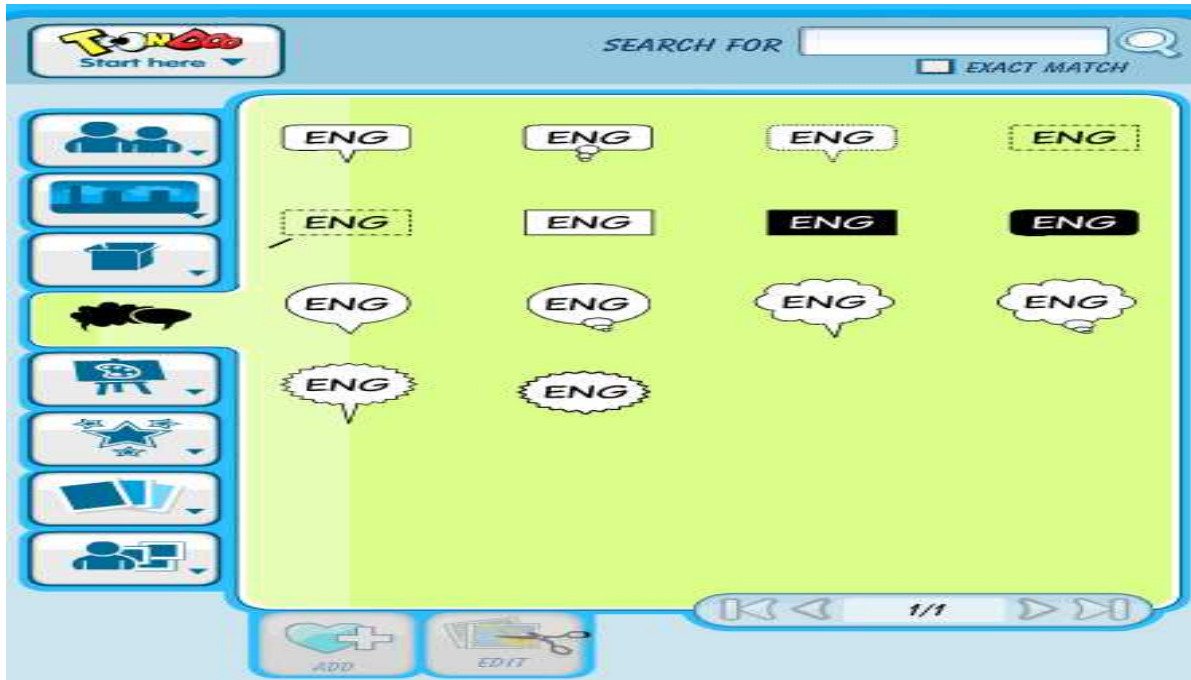 TOONDOO
Start here
SEARCH FOR
EXACT MATCH
ENG ENG ENG ENG
ENG ENG ENG ENG
ENG ENG ENG ENG
ENG ENG
1/1
ADD EDIT